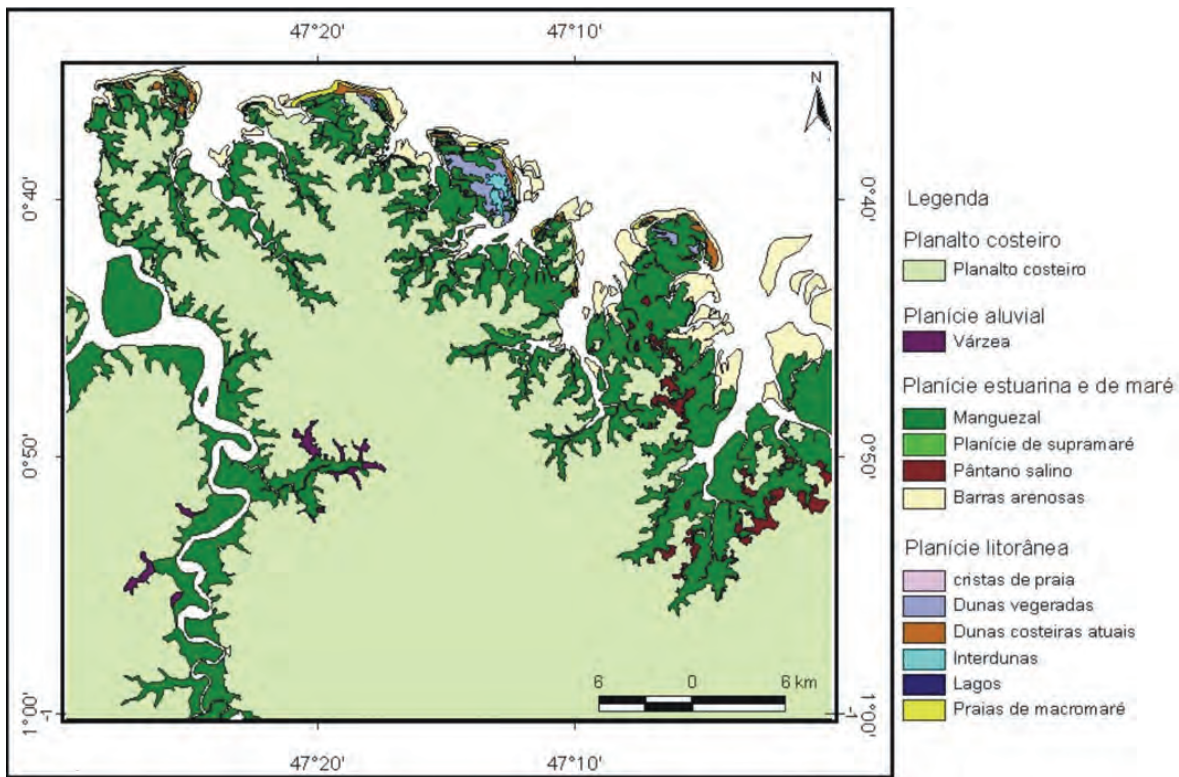 47°20'
47°10'
N
0°40'
0°40'
0°50'
0°50'
1°00'
1°00'
6 0 6 km
47°20'
47°10'
Legenda
Planalto costeiro
Planalto costeiro
Planície aluvial
Várzea
Planície estuarina e de maré
Manguezal
Planície de supramaré
Pântano salino
Barras arenosas
Planície litorânea
cristas de praia
Dunas vegeradas
Dunas costeiras atuais
Interdunas
Lagos
Praias de macromaré